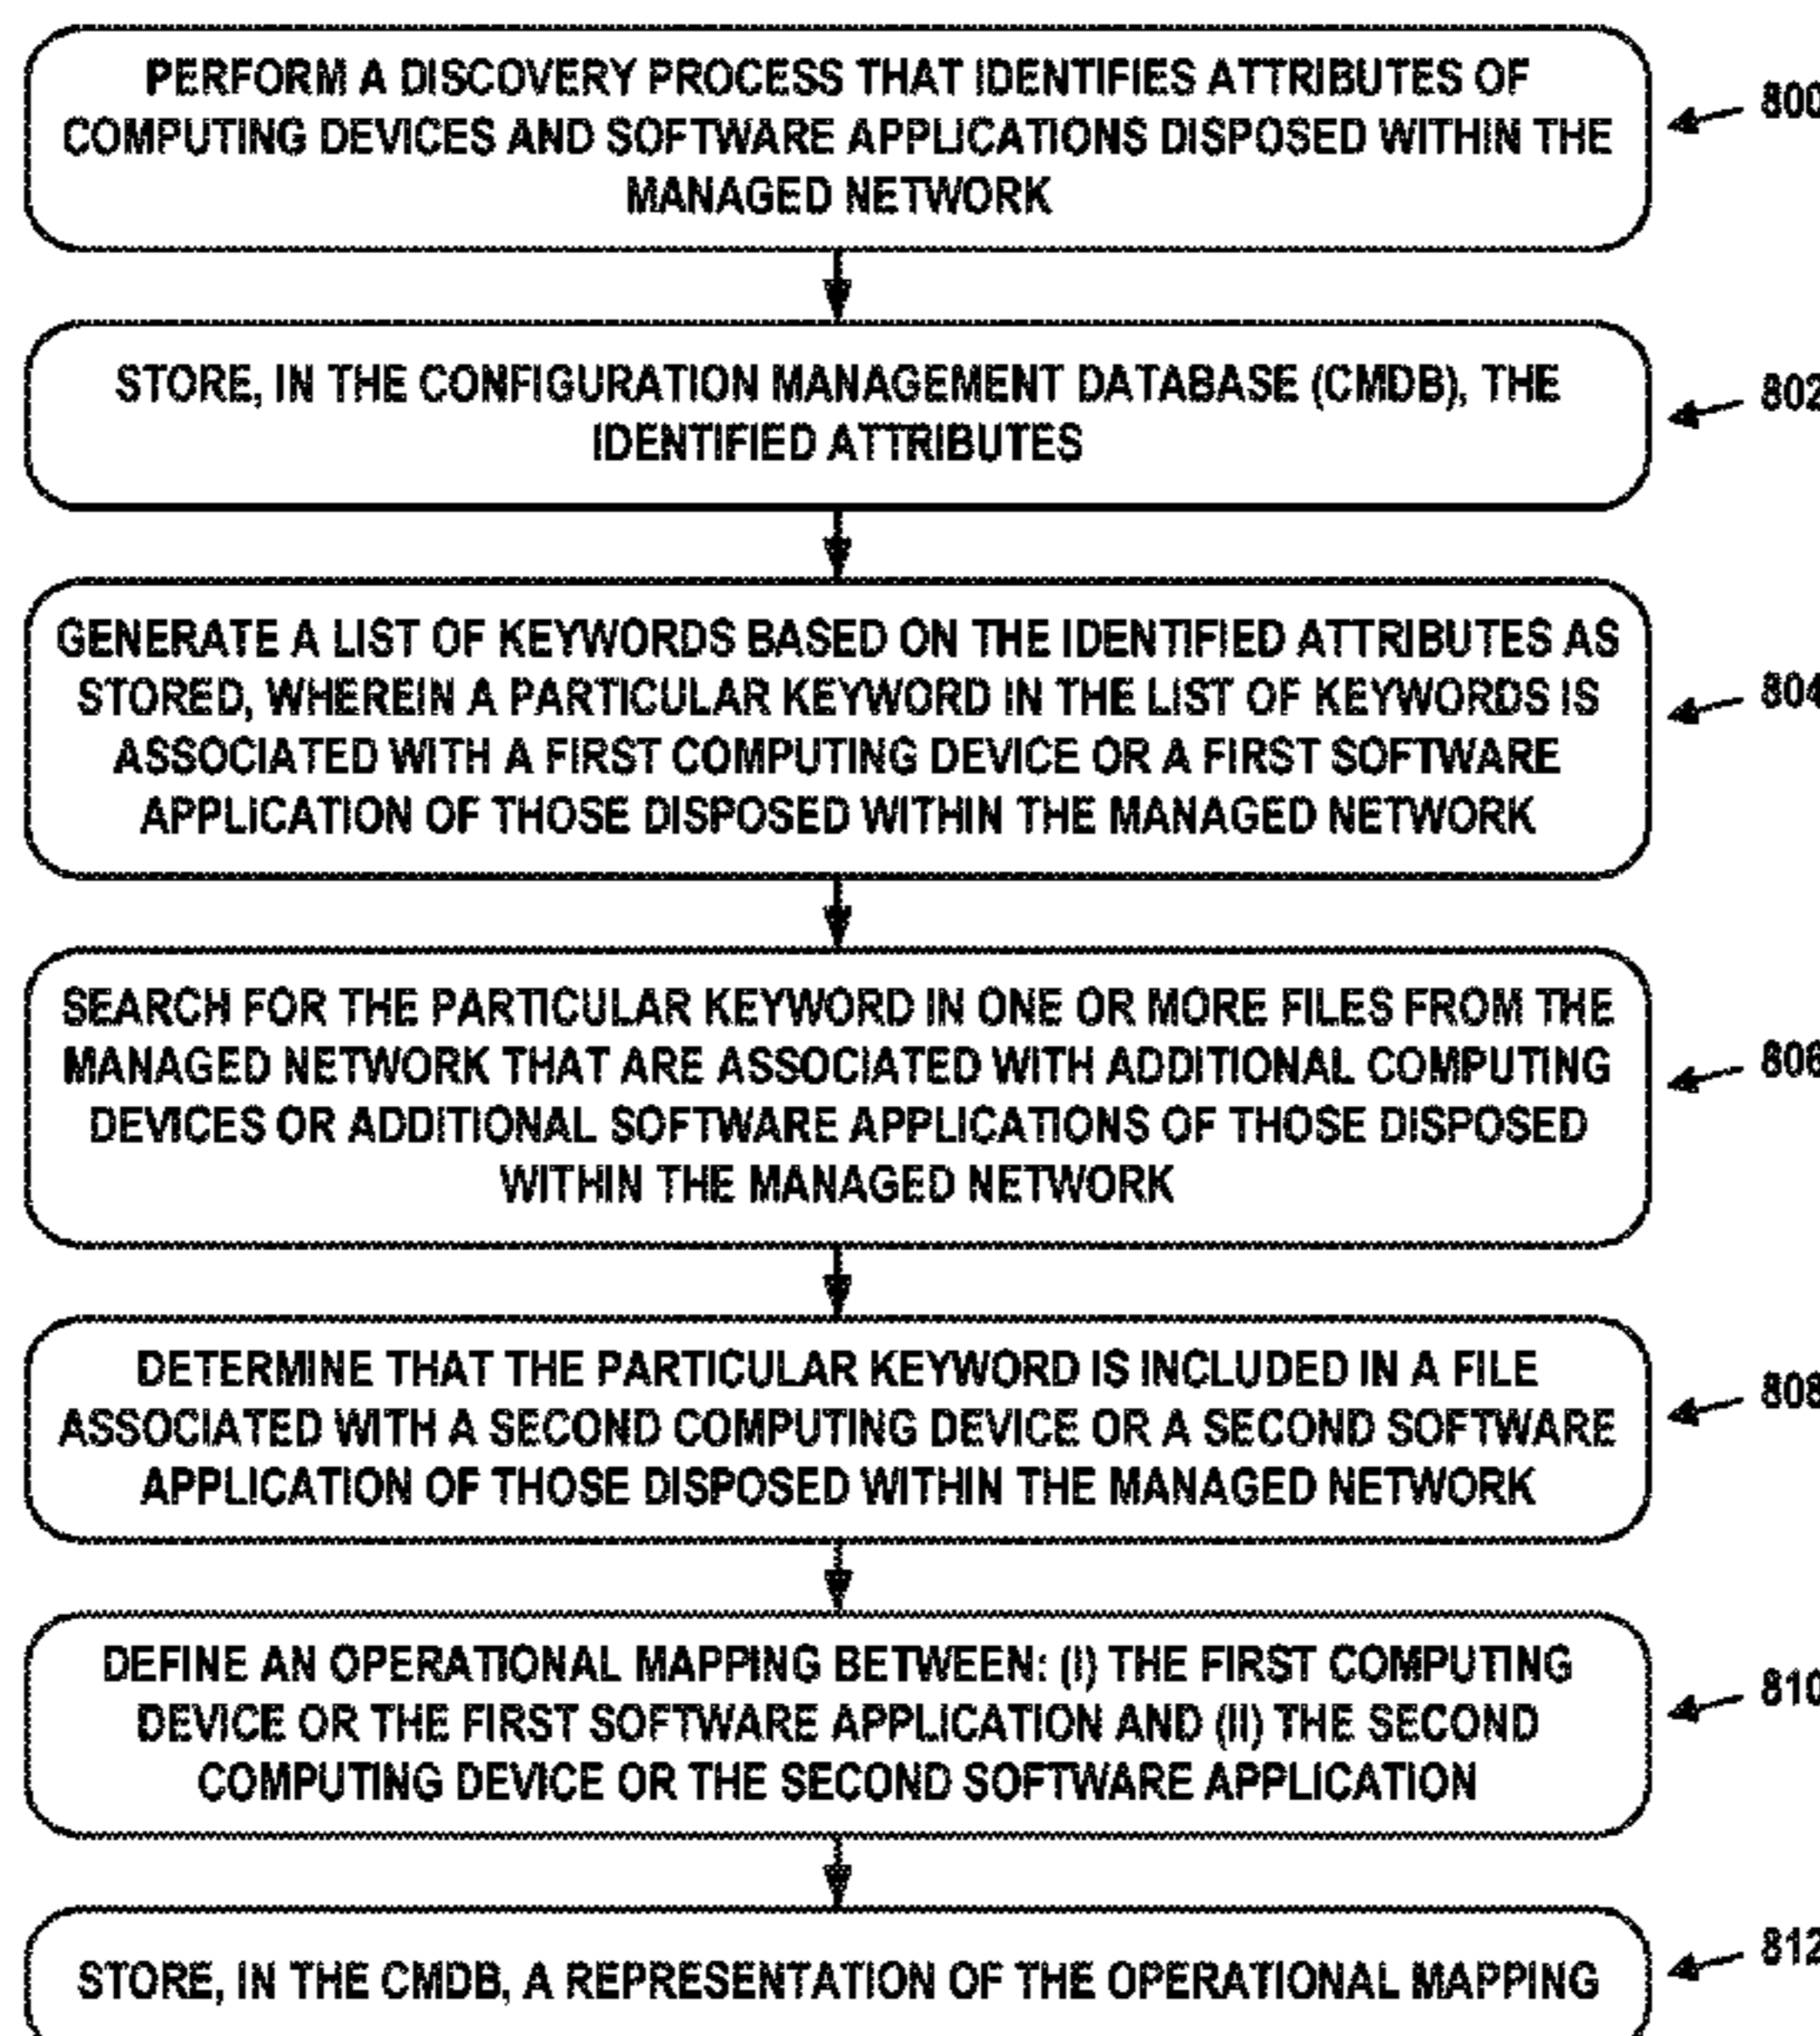 PERFORM A DISCOVERY PROCESS THAT IDENTIFIES ATTRIBUTES OF
COMPUTING DEVICES AND SOFTWARE APPLICATIONS DISPOSED WITHIN THE
MANAGED NETWORK
800
STORE, IN THE CONFIGURATION MANAGEMENT DATABASE (CMDB), THE
IDENTIFIED ATTRIBUTES
802
GENERATE A LIST OF KEYWORDS BASED ON THE IDENTIFIED ATTRIBUTES AS
STORED, WHEREIN A PARTICULAR KEYWORD IN THE LIST OF KEYWORDS IS
ASSOCIATED WITH A FIRST COMPUTING DEVICE OR A FIRST SOFTWARE
APPLICATION OF THOSE DISPOSED WITHIN THE MANAGED NETWORK
804
SEARCH FOR THE PARTICULAR KEYWORD IN ONE OR MORE FILES FROM THE
MANAGED NETWORK THAT ARE ASSOCIATED WITH ADDITIONAL COMPUTING
DEVICES OR ADDITIONAL SOFTWARE APPLICATIONS OF THOSE DISPOSED
WITHIN THE MANAGED NETWORK
806
DETERMINE THAT THE PARTICULAR KEYWORD IS INCLUDED IN A FILE
ASSOCIATED WITH A SECOND COMPUTING DEVICE OR A SECOND SOFTWARE
APPLICATION OF THOSE DISPOSED WITHIN THE MANAGED NETWORK
808
DEFINE AN OPERATIONAL MAPPING BETWEEN: (I) THE FIRST COMPUTING
DEVICE OR THE FIRST SOFTWARE APPLICATION AND (II) THE SECOND
COMPUTING DEVICE OR THE SECOND SOFTWARE APPLICATION
810
STORE, IN THE CMDB, A REPRESENTATION OF THE OPERATIONAL MAPPING
812